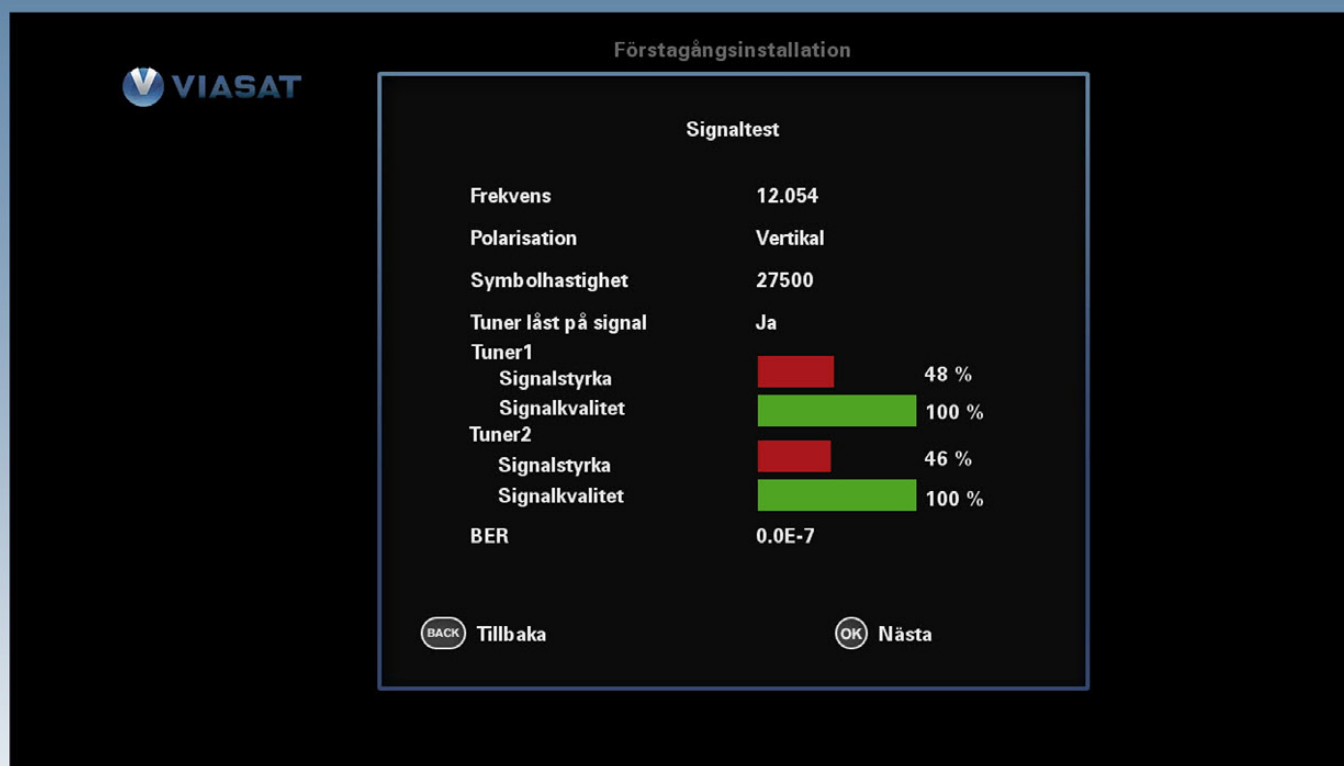 Förstagångsinstallation
VIASAT
Signaltest
Frekvens 12.054
Polarisation Vertikal
Symbolhastighet 27500
Tuner låst på signal Ja
Tuner1
Signalstyrka 48 %
Signalkvalitet 100 %
Tuner2
Signalstyrka 46 %
Signalkvalitet 100 %
BER 0.0E-7
BACK Tillbaka OK Nästa